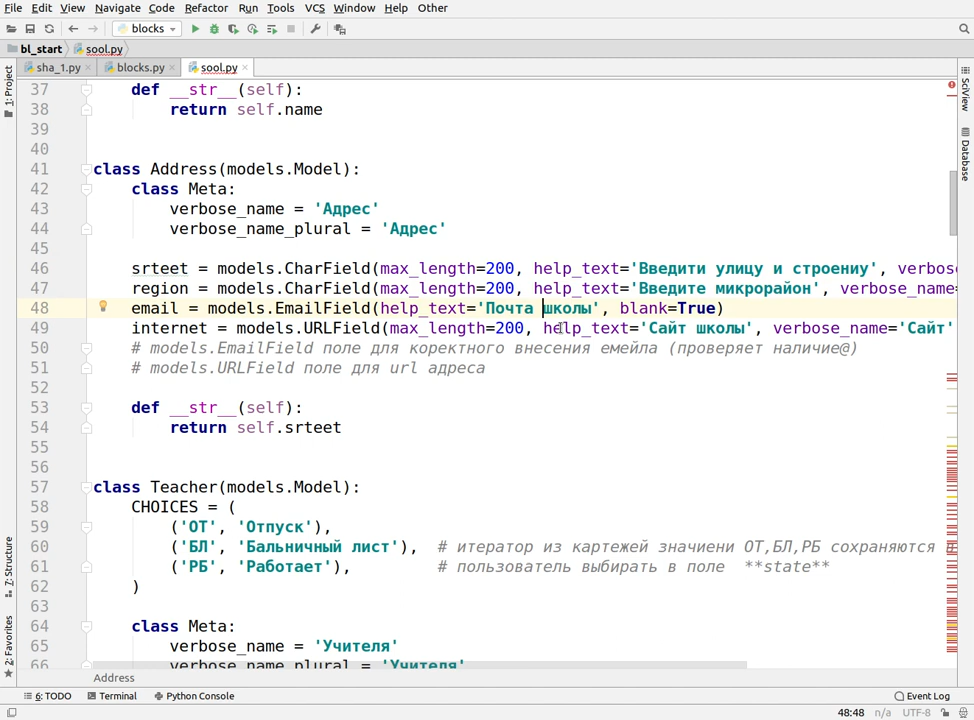 File Edit View Navigate Code Refactor Run Tools VCS Window Help Other
blocks
bl_start sool.py
sha_1.py blocks.py sool.py
37 def __str__(self):
38 return self.name
39
40
41 class Address(models.Model):
42 class Meta:
43 verbose_name = 'Адрес'
44 verbose_name_plural = 'Адрес'
45
46 srteet = models.CharField(max_length=200, help_text='Введити улицу и строениу', verbos
47 region = models.CharField(max_length=200, help_text='Введите микрорайон', verbose_name=
48 email = models.EmailField(help_text='Почта школы', blank=True)
49 internet = models.URLField(max_length=200, help_text='Сайт школы', verbose_name='Сайт'
50 # models.EmailField поле для коректного внесения емейла (проверяет наличие@)
51 # models.URLField поле для url адреса
52
53 def __str__(self):
54 return self.srteet
55
56
57 class Teacher(models.Model):
58 CHOICES = (
59 ('ОТ', 'Отпуск'),
60 ('БЛ', 'Бальничный лист'), # итератор из картежей значиени ОТ,БЛ,РБ сохраняются
61 ('РБ', 'Работает'), # пользователь выбирать в поле **state**
62 )
63
64 class Meta:
65 verbose_name = 'Учителя'
66 verbose_name_plural = 'Учителя'
Address
6: TODO Terminal Python Console Event Log
48:48 n/a UTF-8
1: Project
7: Structure
2: Favorites
SciView
Database